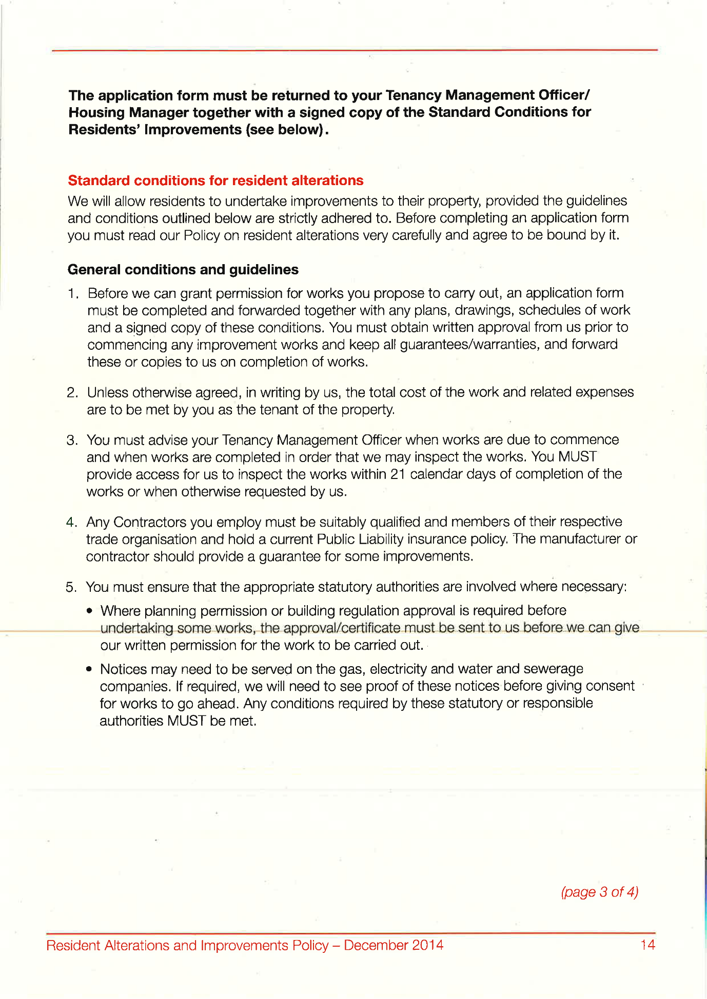 The application form must be returned to your Tenancy Management Officer/
Housing Manager together with a signed copy of the Standard Conditions for
Residents' Improvements (see below).
Standard conditions for resident alterations
We will allow residents to undertake improvements to their property, provided the guidelines
and conditions outlined below are strictly adhered to. Before completing an application form
you must read our Policy on resident alterations very carefully and agree to be bound by it.
General conditions and guidelines
1. Before we can grant permission for works you propose to carry out, an application form
must be completed and forwarded together with any plans, drawings, schedules of work
and a signed copy of these conditions. You must obtain written approval from us prior to
commencing any improvement works and keep all guarantees/warranties, and forward
these or copies to us on completion of works.
2. Unless otherwise agreed, in writing by us, the total cost of the work and related expenses
are to be met by you as the tenant of the property.
3. You must advise your Tenancy Management Officer when works are due to commence
and when works are completed in order that we may inspect the works. You MUST
provide access for us to inspect the works within 21 calendar days of completion of the
works or when otherwise requested by us.
4. Any Contractors you employ must be suitably qualified and members of their respective
trade organisation and hold a current Public Liability insurance policy. The manufacturer or
contractor should provide a guarantee for some improvements.
5. You must ensure that the appropriate statutory authorities are involved where necessary:
• Where planning permission or building regulation approval is required before
undertaking some works, the approval/certificate must be sent to us before we can give
our written permission for the work to be carried out.
• Notices may need to be served on the gas, electricity and water and sewerage
companies. If required, we will need to see proof of these notices before giving consent
for works to go ahead. Any conditions required by these statutory or responsible
authorities MUST be met.
(page 3 of 4)
Resident Alterations and Improvements Policy – December 2014 14